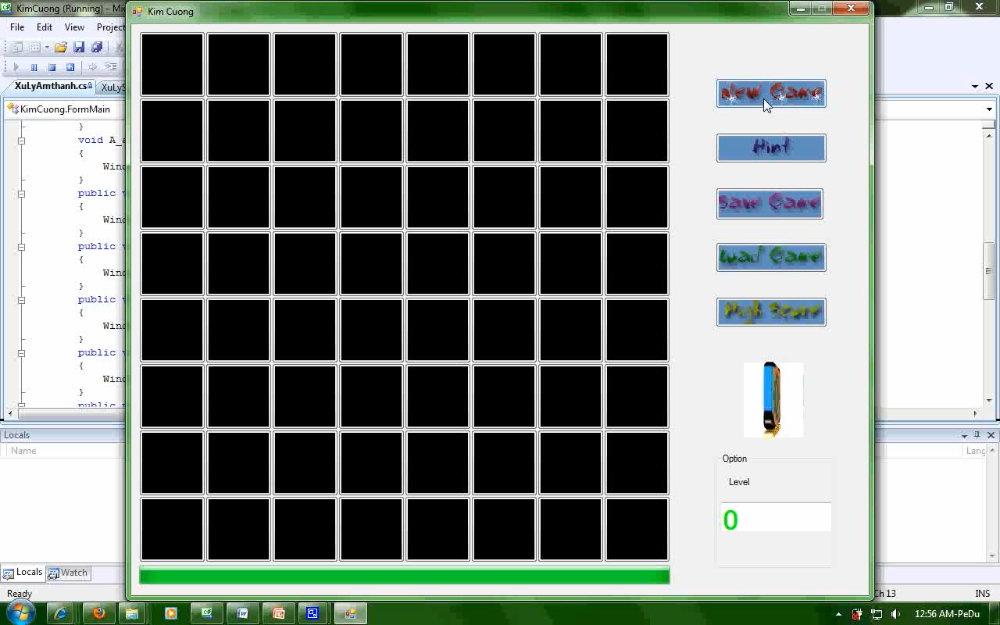 KimCuong (Running) - Mi
Kim Cuong
File Edit View Project
XuLyAmthanh.cs
XuLyS
KimCuong.FormMain
}
void A_a
{
Wind
}
public v
{
Wind
}
public v
{
Wind
}
public v
{
Wind
}
public v
{
Wind
}
public v
New Game
Hint
Save Game
Load Game
High Score
Option
Level
0
Locals
Name
Lang
Locals
Watch
Ready
Ch 13
INS
12:56 AM-PeDu